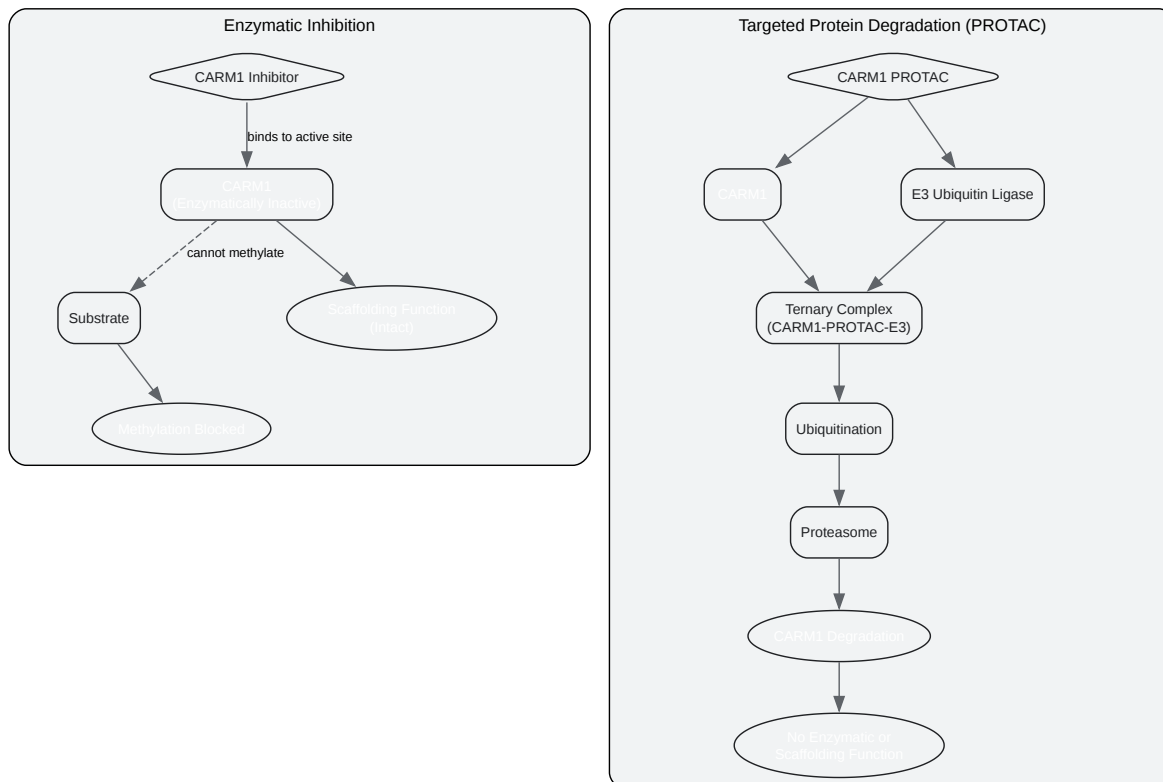 Enzymatic Inhibition
CARM1 Inhibitor
binds to active site
CARM1
(Enzymatically Inactive)
cannot methylate
Substrate
Scaffolding Function
(Intact)
Methylation Blocked
Targeted Protein Degradation (PROTAC)
CARM1 PROTAC
CARM1
E3 Ubiquitin Ligase
Ternary Complex
(CARM1-PROTAC-E3)
Ubiquitination
Proteasome
CARM1 Degradation
No Enzymatic or
Scaffolding Function